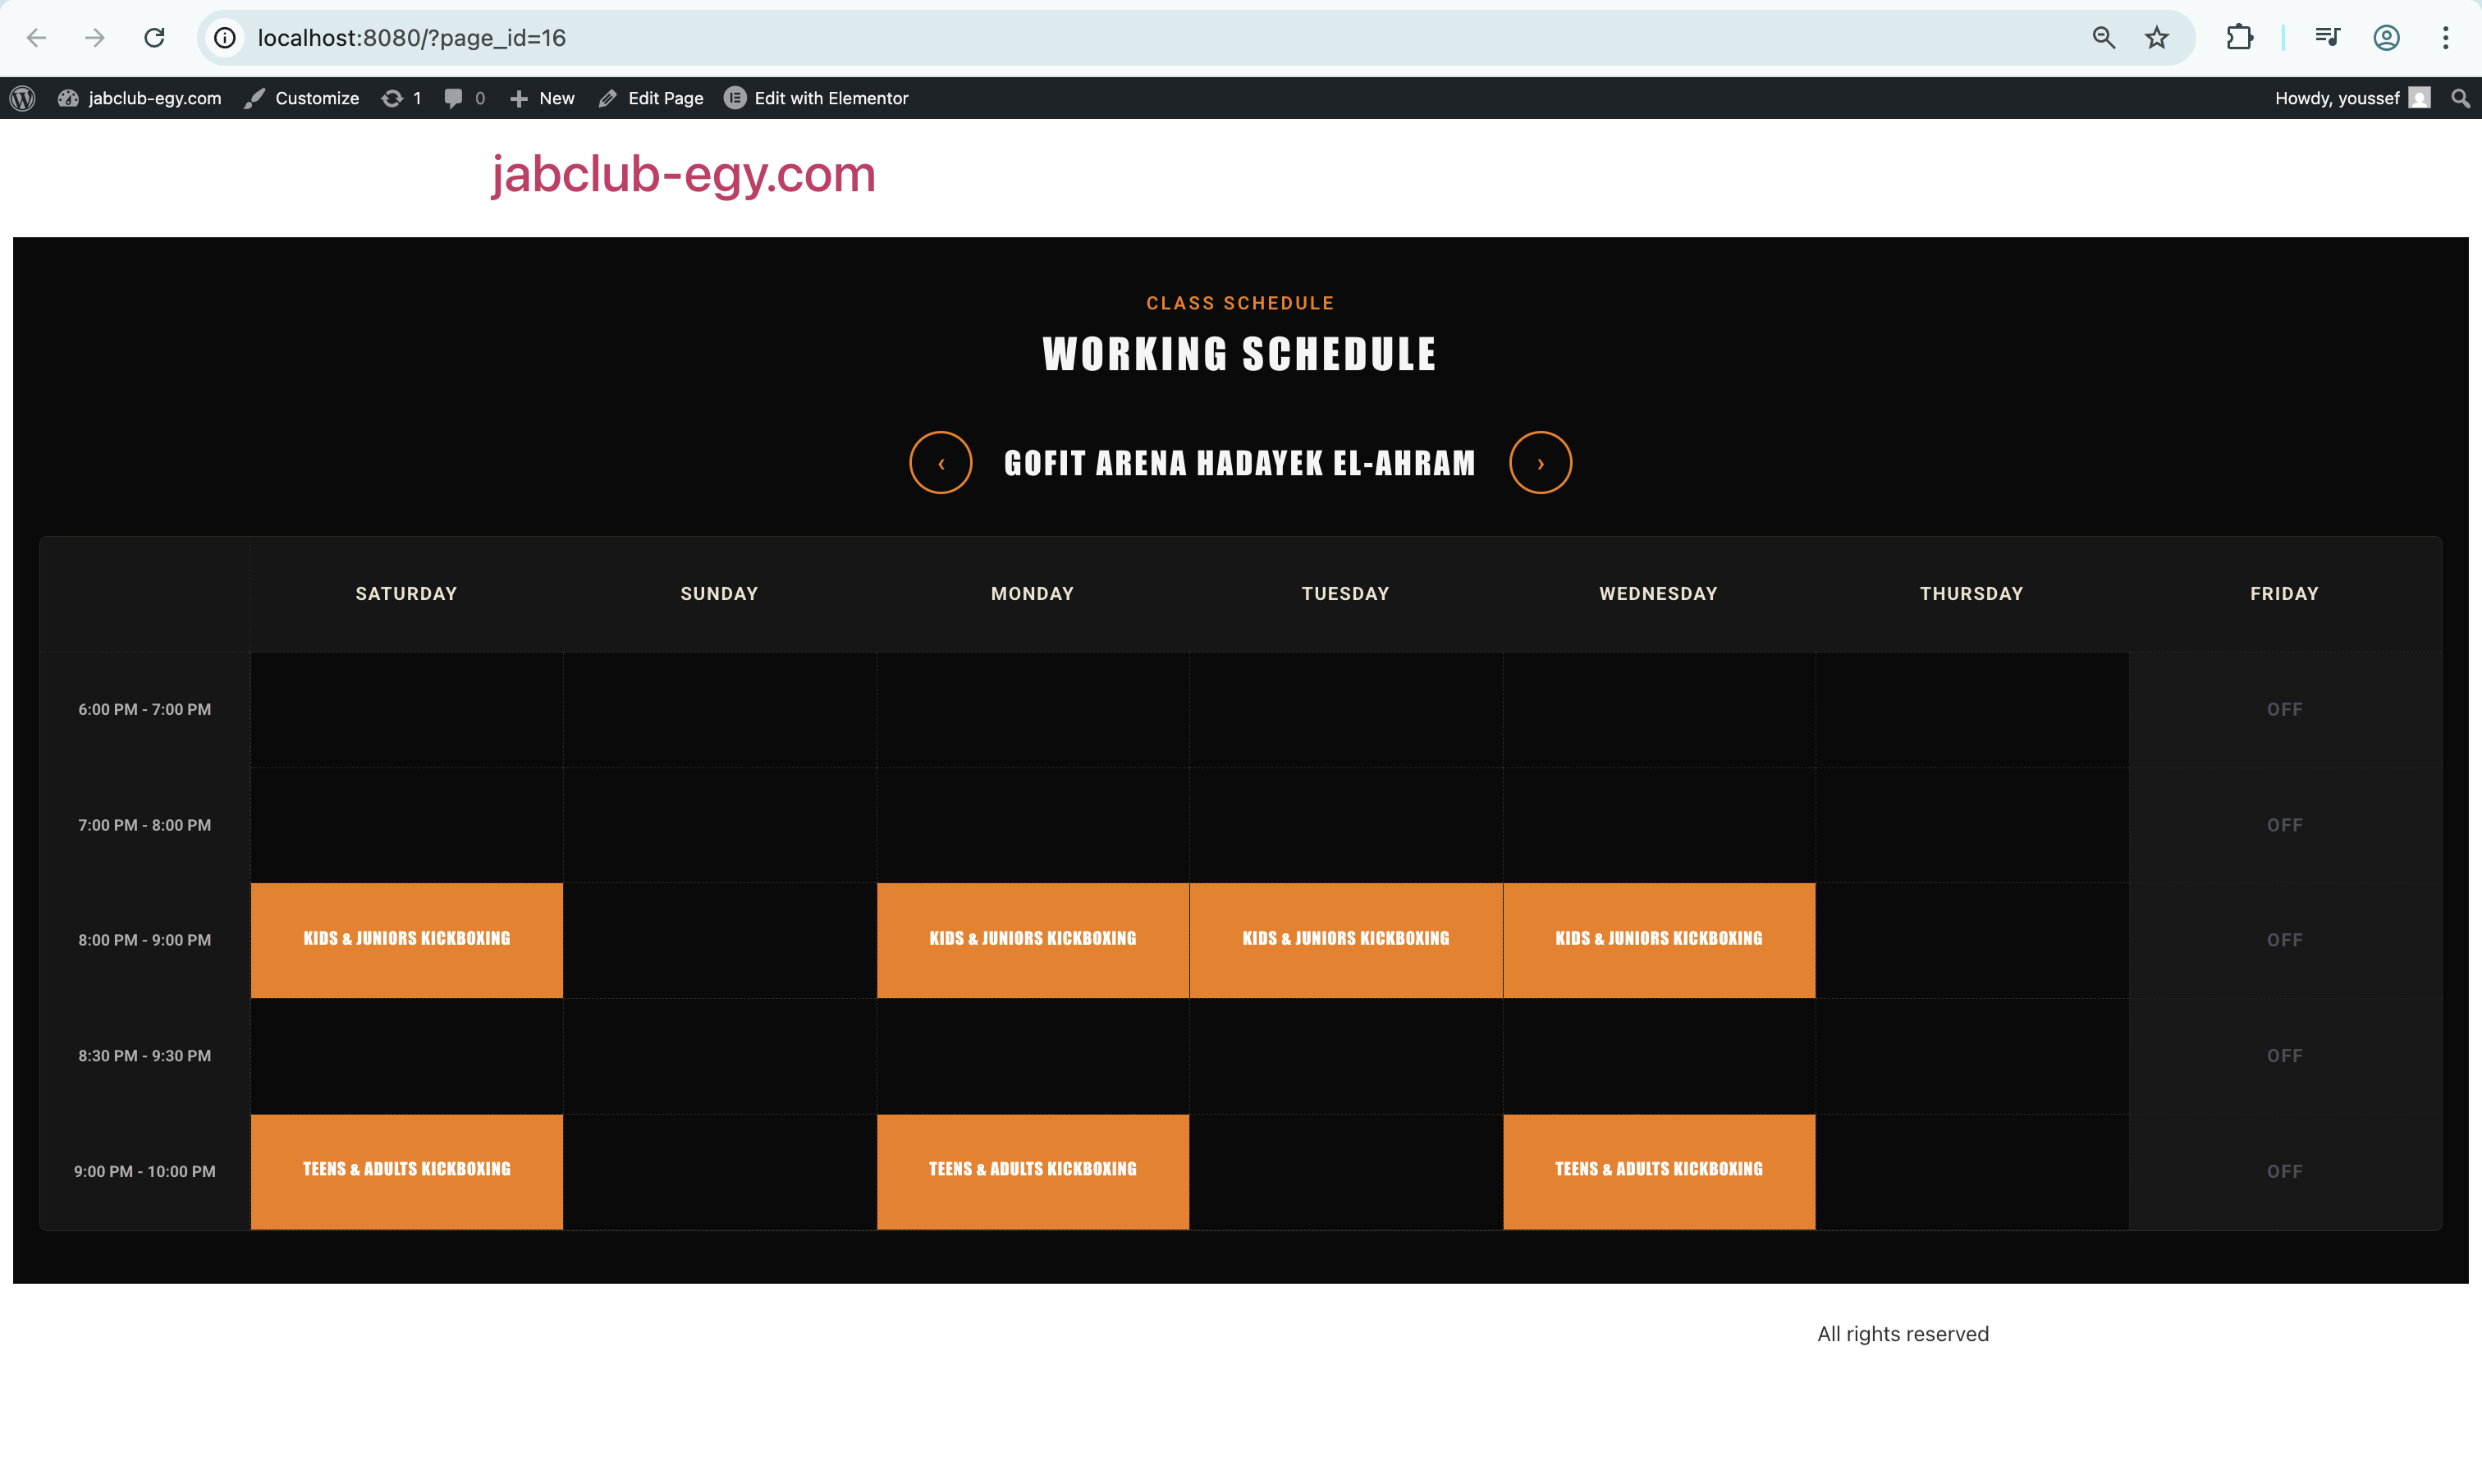 localhost:8080/?page_id=16
jabclub-egy.com Customize 1 0 New Edit Page Edit with Elementor Howdy, youssef
jabclub-egy.com
CLASS SCHEDULE
WORKING SCHEDULE
‹ GOFIT ARENA HADAYEK EL-AHRAM ›
SATURDAY SUNDAY MONDAY TUESDAY WEDNESDAY THURSDAY FRIDAY
6:00 PM - 7:00 PM OFF
7:00 PM - 8:00 PM OFF
8:00 PM - 9:00 PM KIDS & JUNIORS KICKBOXING KIDS & JUNIORS KICKBOXING KIDS & JUNIORS KICKBOXING KIDS & JUNIORS KICKBOXING OFF
8:30 PM - 9:30 PM OFF
9:00 PM - 10:00 PM TEENS & ADULTS KICKBOXING TEENS & ADULTS KICKBOXING TEENS & ADULTS KICKBOXING OFF
All rights reserved